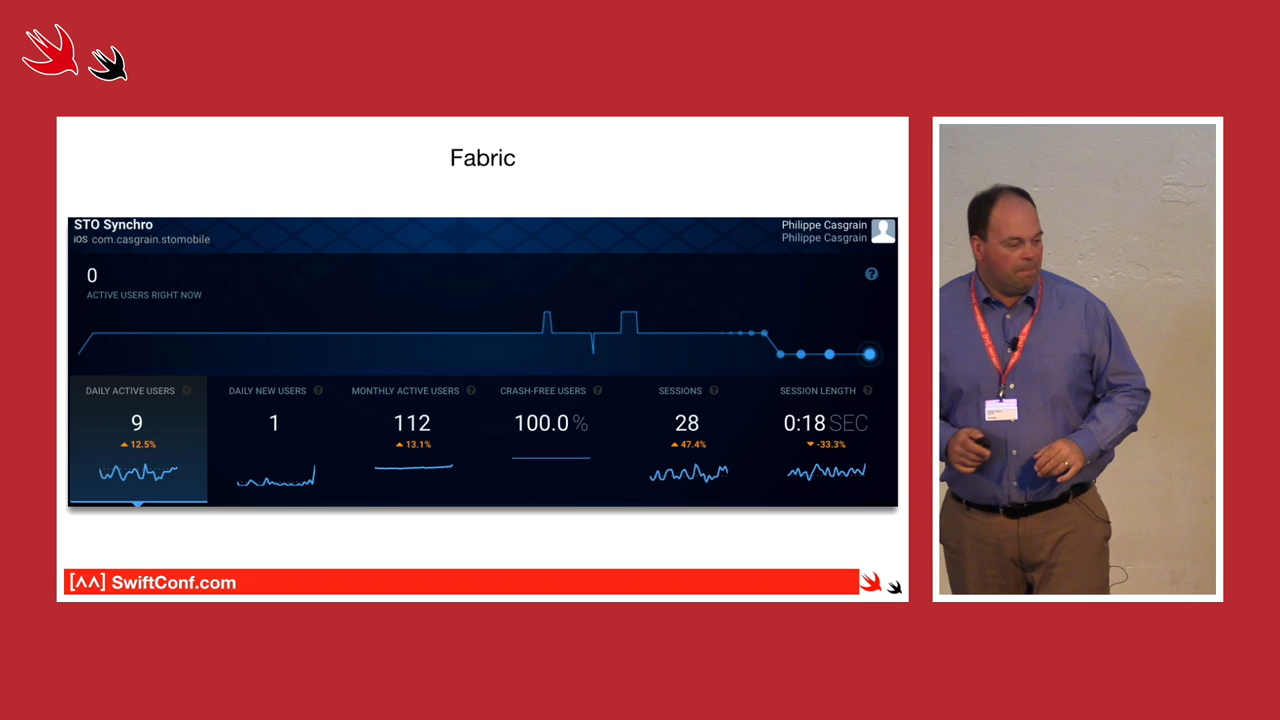 Fabric
STO Synchro
iOS com.casgrain.stomobile
Philippe Casgrain
Philippe Casgrain
0
ACTIVE USERS RIGHT NOW
?
DAILY ACTIVE USERS ?
9
12.5%
DAILY NEW USERS ?
1
MONTHLY ACTIVE USERS ?
112
13.1%
CRASH-FREE USERS ?
100.0 %
SESSIONS ?
28
47.4%
SESSION LENGTH ?
0:18 SEC
-33.3%
[^^] SwiftConf.com